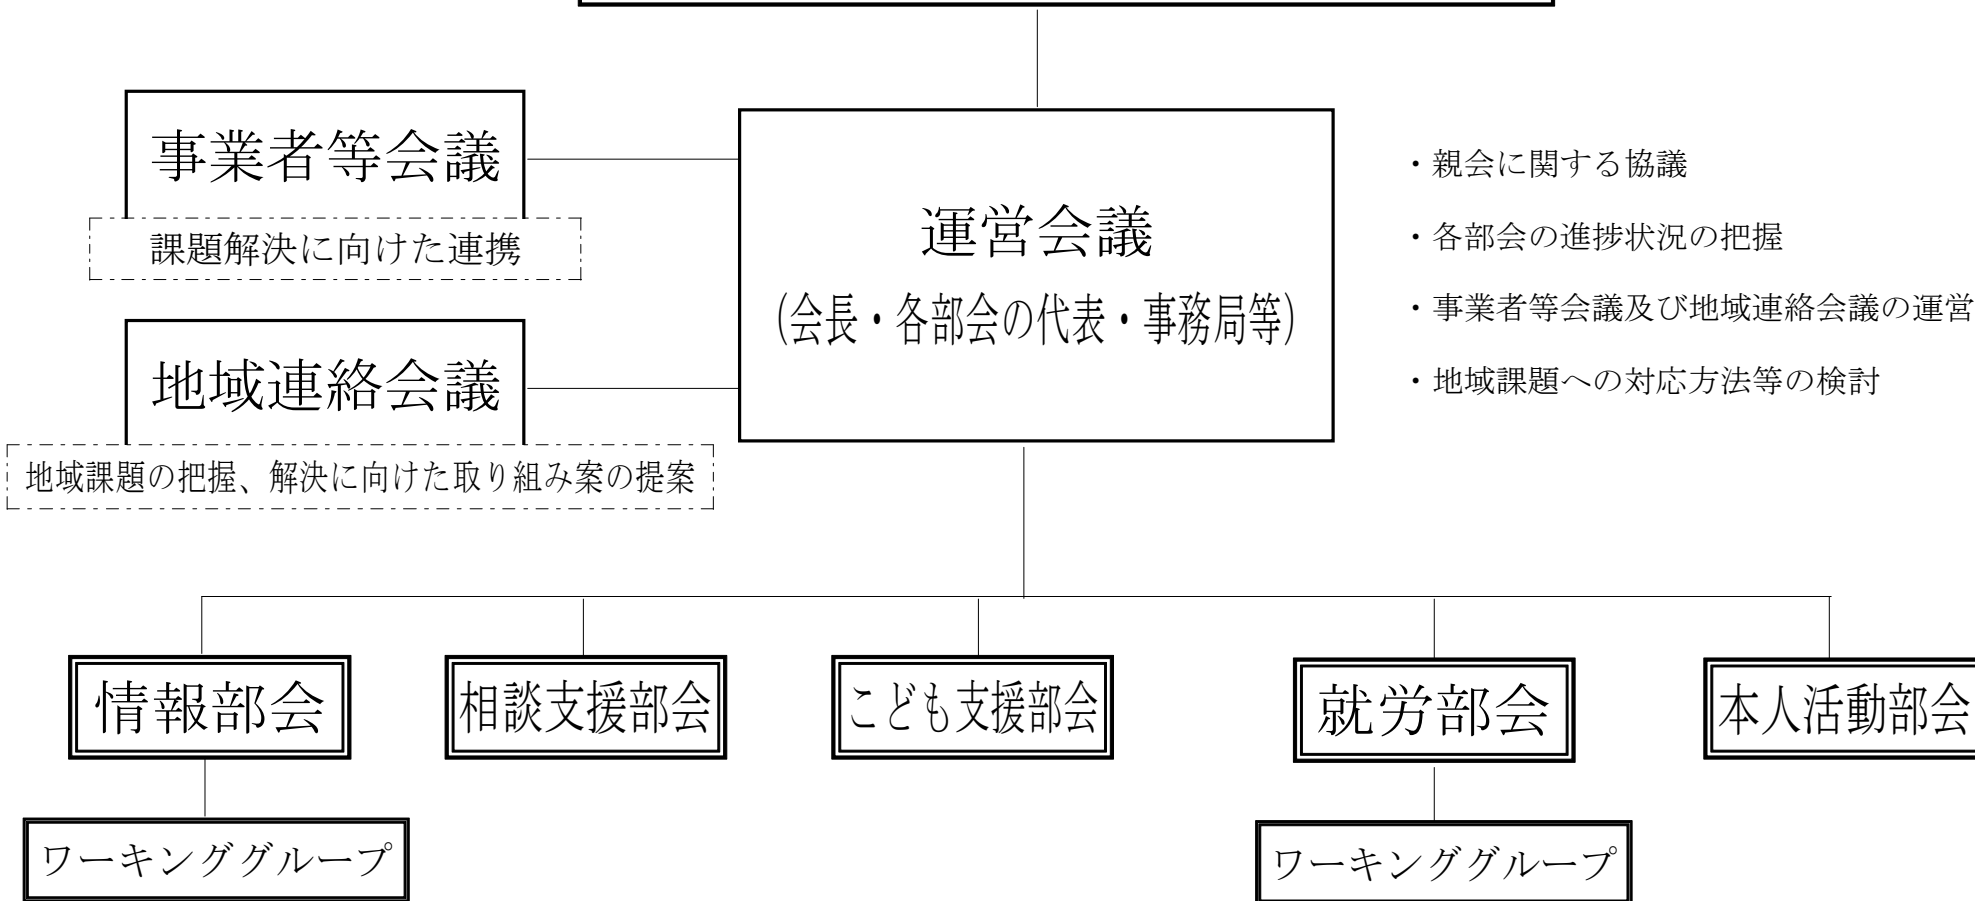 事業者等会議
課題解決に向けた連携
地域連絡会議
地域課題の把握、解決に向けた取り組み案の提案
運営会議
(会長・各部会の代表・事務局等)
・親会に関する協議
・各部会の進捗状況の把握
・事業者等会議及び地域連絡会議の運営
・地域課題への対応方法等の検討
情報部会
相談支援部会
こども支援部会
就労部会
本人活動部会
ワーキンググループ
ワーキンググループ